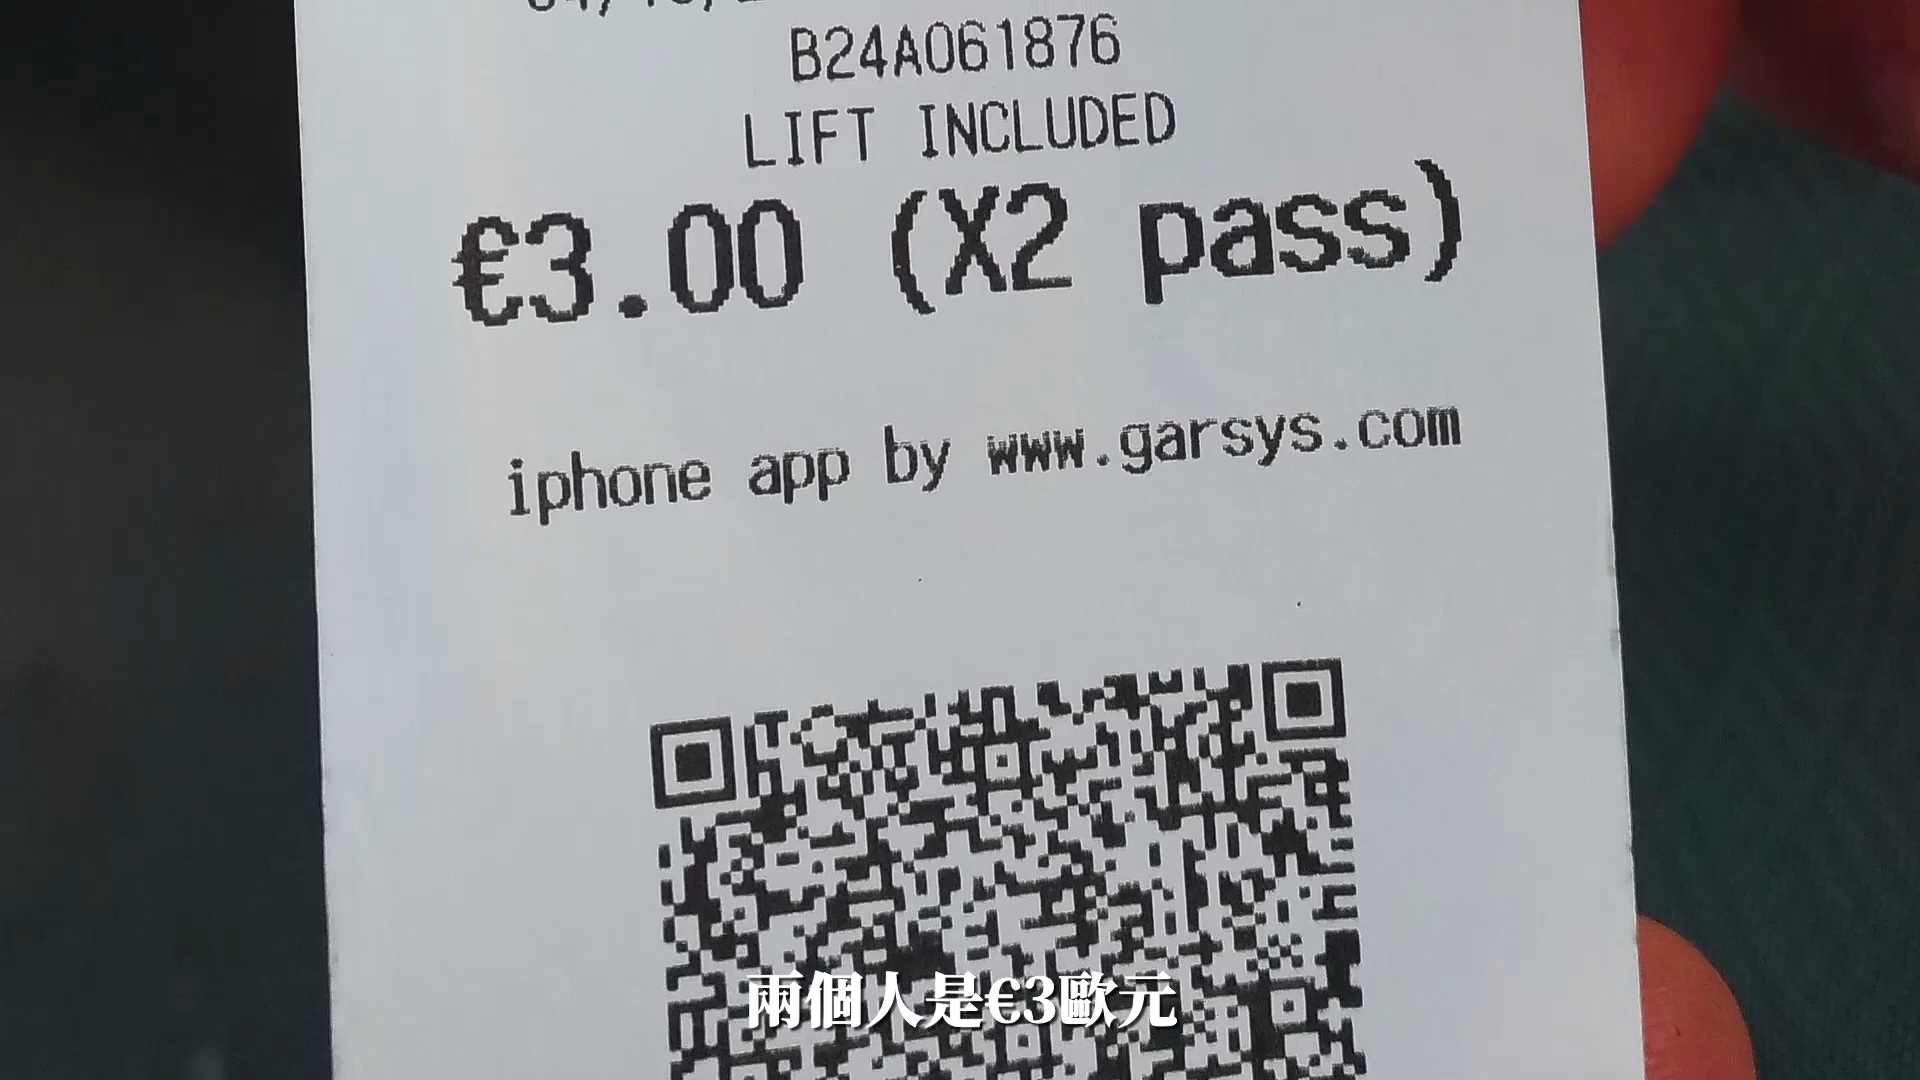 B24A061876
LIFT INCLUDED
€3.00 (X2 pass)
iphone app by www.garsys.com
兩個人是€3歐元